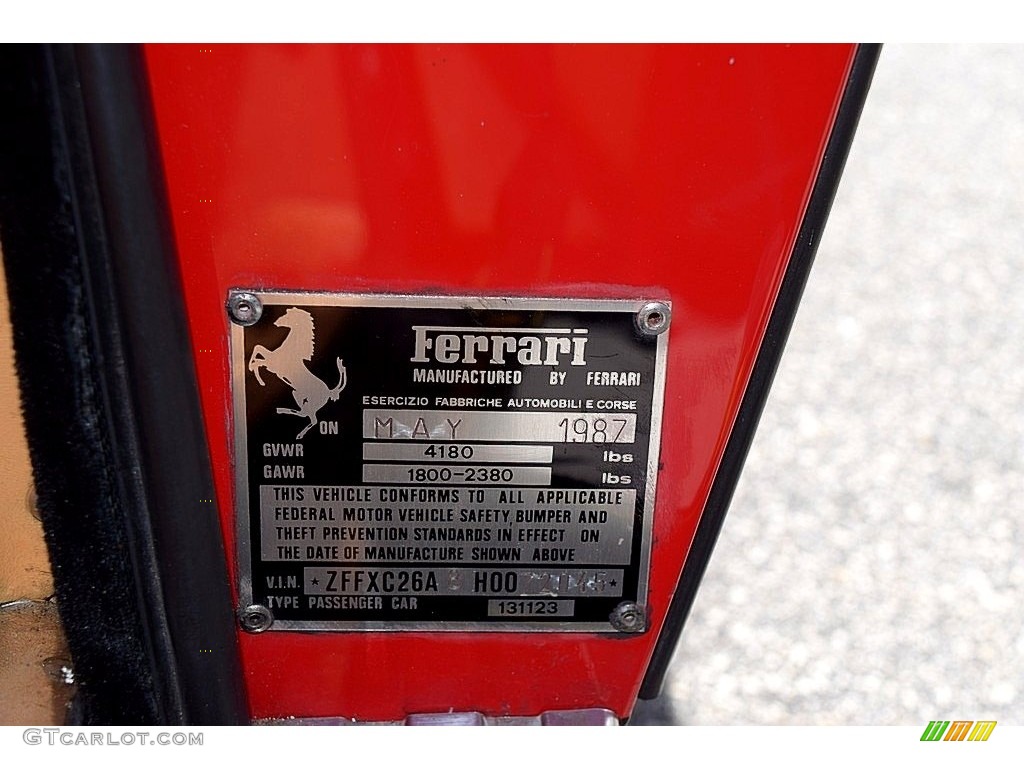 Ferrari
MANUFACTURED BY FERRARI
ESERCIZIO FABBRICHE AUTOMOBILI E CORSE
ON MAY 1987
GVWR 4180 lbs
GAWR 1800-2380 lbs
THIS VEHICLE CONFORMS TO ALL APPLICABLE
FEDERAL MOTOR VEHICLE SAFETY, BUMPER AND
THEFT PREVENTION STANDARDS IN EFFECT ON
THE DATE OF MANUFACTURE SHOWN ABOVE
V.I.N. * ZFFXC26A H00 *
TYPE PASSENGER CAR 131123
GTCARLOT.COM